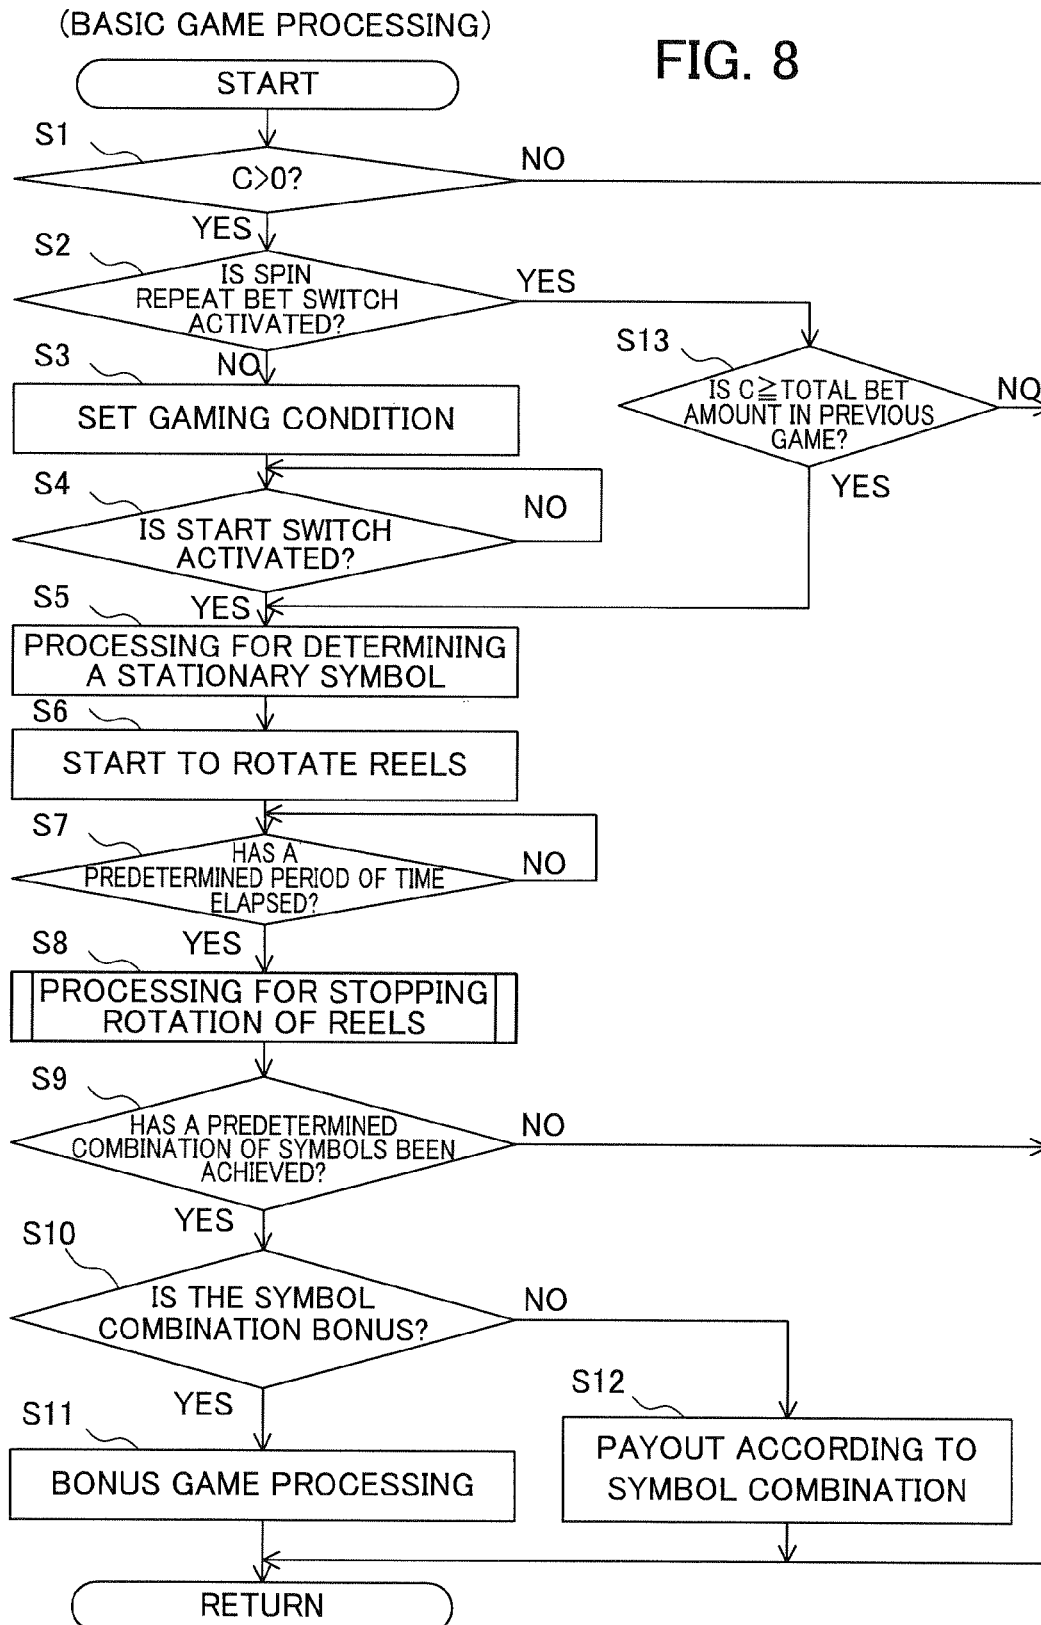 (BASIC GAME PROCESSING)
FIG. 8
START
S1
C>0?
NO
YES
S2
IS SPIN
REPEAT BET SWITCH
ACTIVATED?
YES
NO
S13
IS C≧TOTAL BET
AMOUNT IN PREVIOUS
GAME?
NO
YES
S3
SET GAMING CONDITION
S4
IS START SWITCH
ACTIVATED?
NO
YES
S5
PROCESSING FOR DETERMINING
A STATIONARY SYMBOL
S6
START TO ROTATE REELS
S7
HAS A
PREDETERMINED PERIOD OF TIME
ELAPSED?
NO
YES
S8
PROCESSING FOR STOPPING
ROTATION OF REELS
S9
HAS A PREDETERMINED
COMBINATION OF SYMBOLS BEEN
ACHIEVED?
NO
YES
S10
IS THE SYMBOL
COMBINATION BONUS?
NO
YES
S12
PAYOUT ACCORDING TO
SYMBOL COMBINATION
S11
BONUS GAME PROCESSING
RETURN